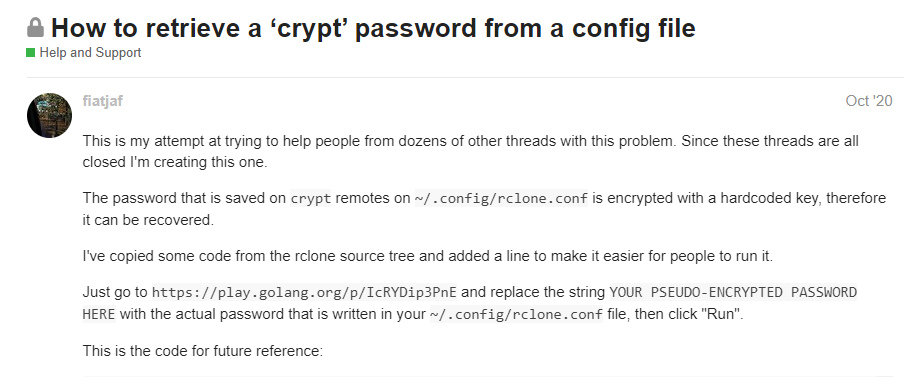 How to retrieve a ‘crypt’ password from a config file
Help and Support
fiatjaf
Oct '20
This is my attempt at trying to help people from dozens of other threads with this problem. Since these threads are all
closed I'm creating this one.
The password that is saved on crypt remotes on ~/.config/rclone.conf is encrypted with a hardcoded key, therefore
it can be recovered.
I've copied some code from the rclone source tree and added a line to make it easier for people to run it.
Just go to https://play.golang.org/p/IcRYDip3PnE and replace the string YOUR PSEUDO-ENCRYPTED PASSWORD
HERE with the actual password that is written in your ~/.config/rclone.conf file, then click "Run".
This is the code for future reference: